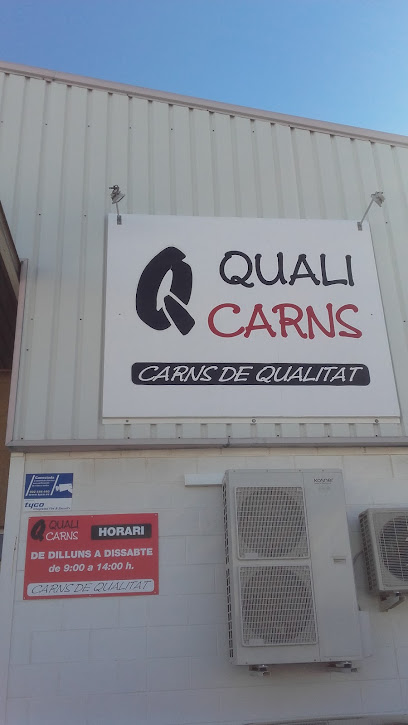 QUALI
CARNS
CARNS DE QUALITAT
tyco
QUALI
CARNS
HORARI
DE DILLUNS A DISSABTE
de 9:00 a 14:00 h.
CARNS DE QUALITAT